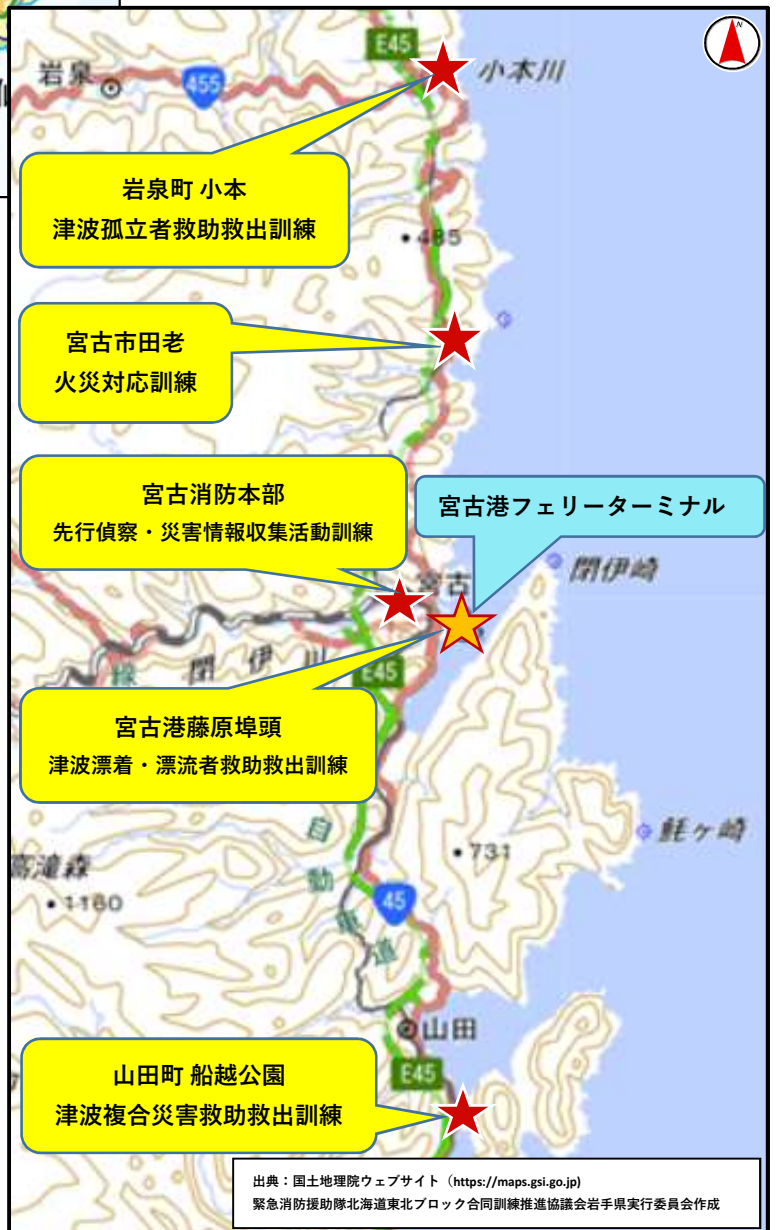 N
E45
岩泉
455
小本川
岩泉町 小本
津波孤立者救助救出訓練
485
宮古市田老
火災対応訓練
宮古消防本部
先行偵察・災害情報収集活動訓練
宮古港フェリーターミナル
宮古
閉伊崎
閉伊川
線
E45
宮古港藤原埠頭
津波漂着・漂流者救助救出訓練
自動車道
魹ヶ崎
731
高滝森
1160
45
山田
E45
山田町 船越公園
津波複合災害救助救出訓練
出典：国土地理院ウェブサイト（https://maps.gsi.go.jp)
緊急消防援助隊北海道東北ブロック合同訓練推進協議会岩手県実行委員会作成